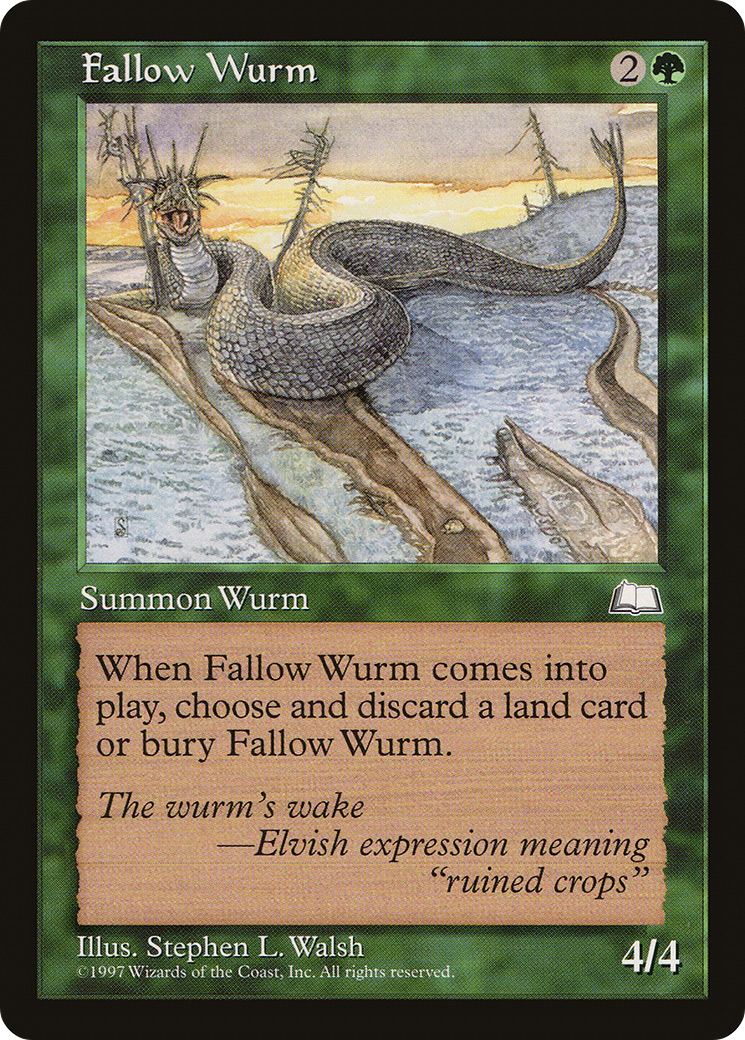 Fallow Wurm 2
Summon Wurm
When Fallow Wurm comes into
play, choose and discard a land card
or bury Fallow Wurm.
The wurm's wake
—Elvish expression meaning
"ruined crops"
Illus. Stephen L. Walsh
©1997 Wizards of the Coast, Inc. All rights reserved.
4/4